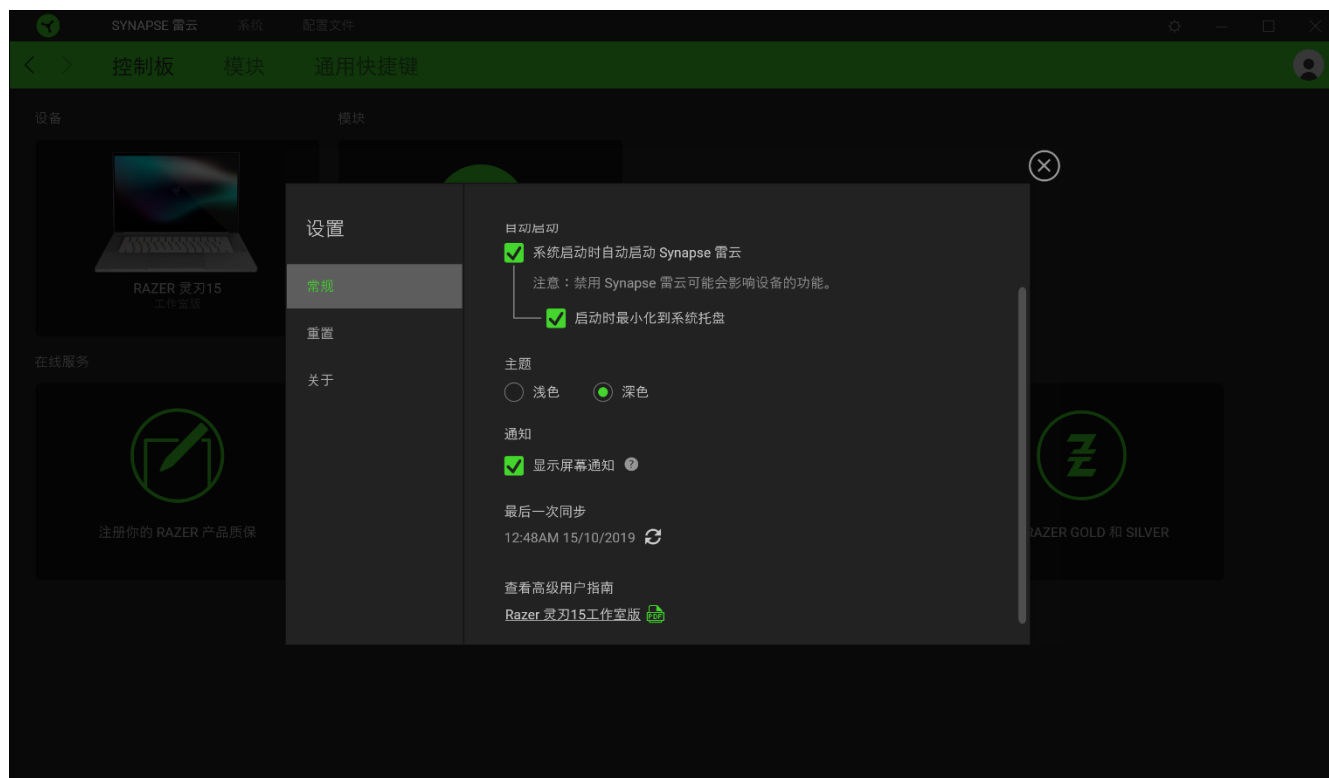 SYNAPSE 雷云 系统 配置文件
控制板 模块 通用快捷键
设备 模块
RAZER 灵刃15
工作室版
在线服务
注册你的 RAZER 产品质保
RAZER GOLD 和 SILVER
设置
常规
重置
关于
自动启动
系统启动时自动启动 Synapse 雷云
注意：禁用 Synapse 雷云可能会影响设备的功能。
启动时最小化到系统托盘
主题
浅色 深色
通知
显示屏幕通知 ?
最后一次同步
12:48AM 15/10/2019
查看高级用户指南
Razer 灵刃15工作室版 PDF